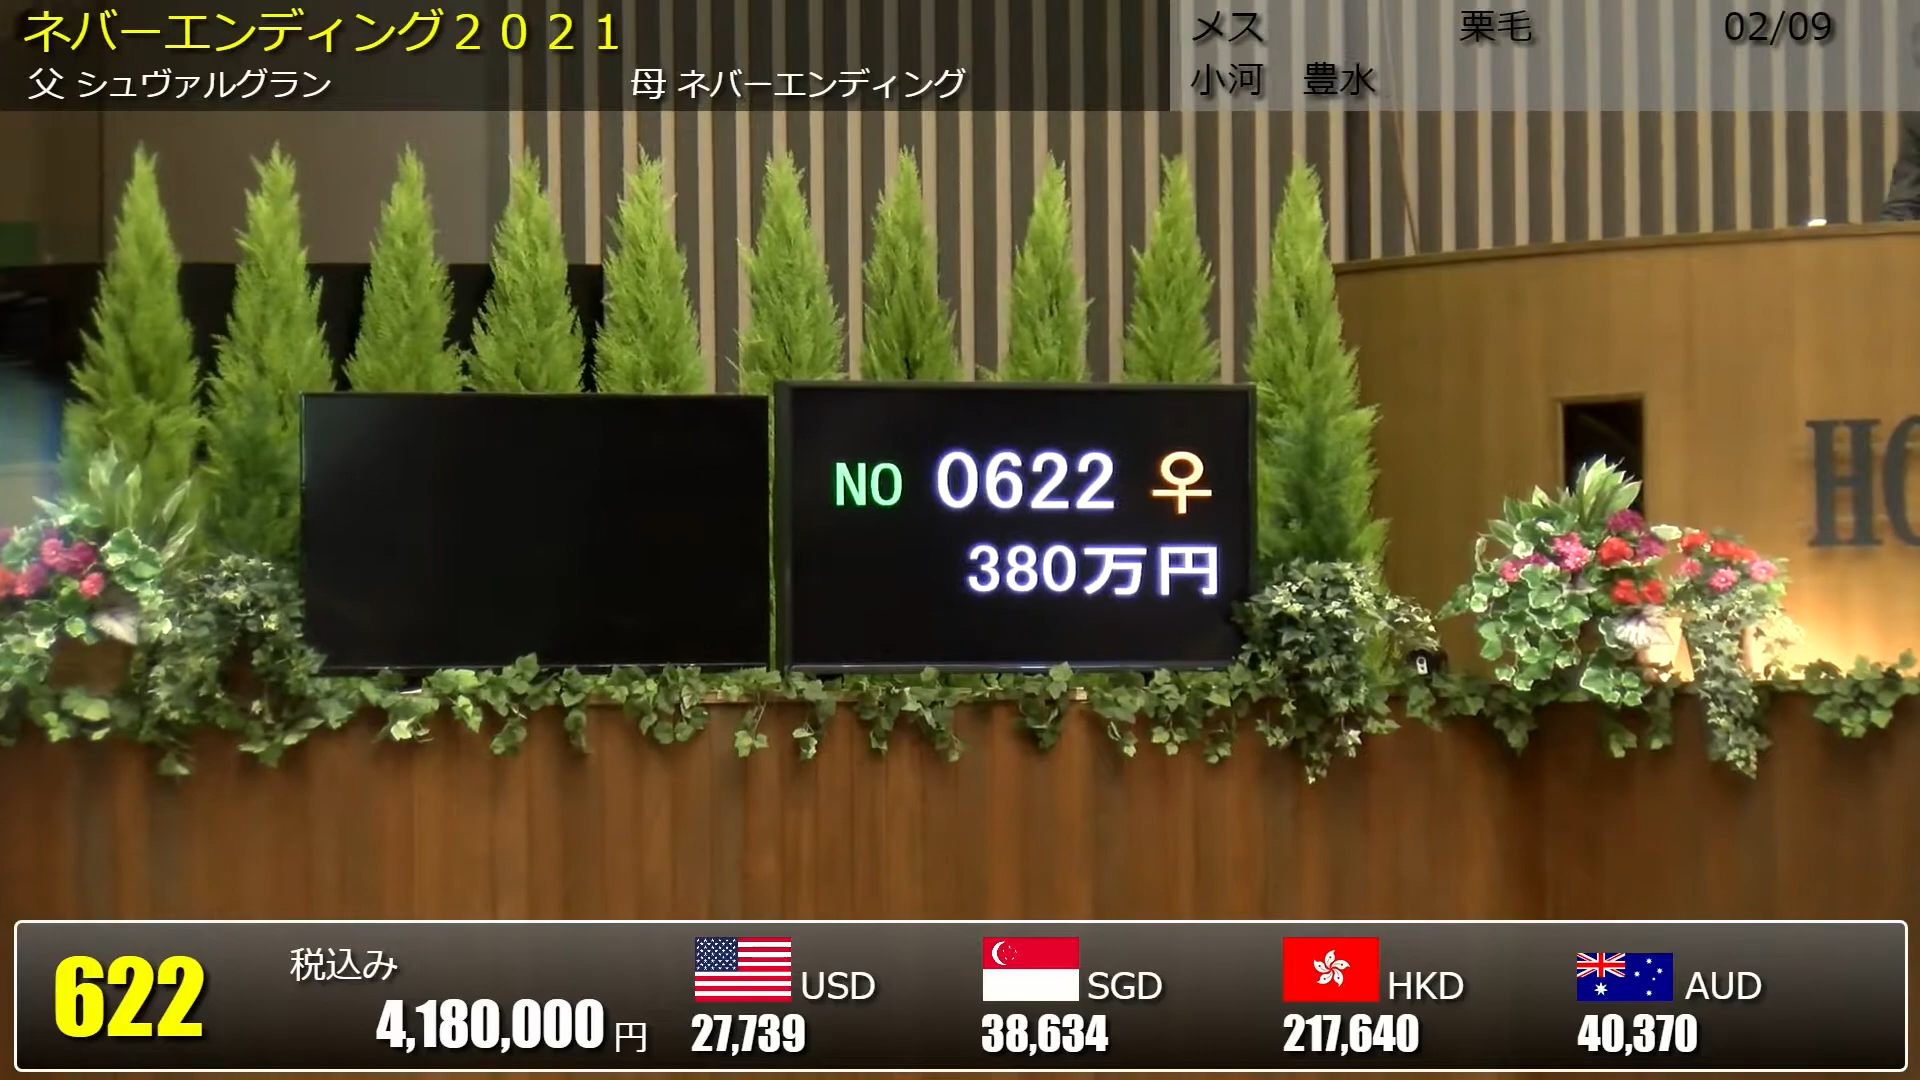 ネバーエンディング２０２１
父 シュヴァルグラン 母 ネバーエンディング
メス 栗毛 02/09
小河 豊水
NO 0622 ♀
380万円
HO
622 税込み 4,180,000 円
USD 27,739
SGD 38,634
HKD 217,640
AUD 40,370